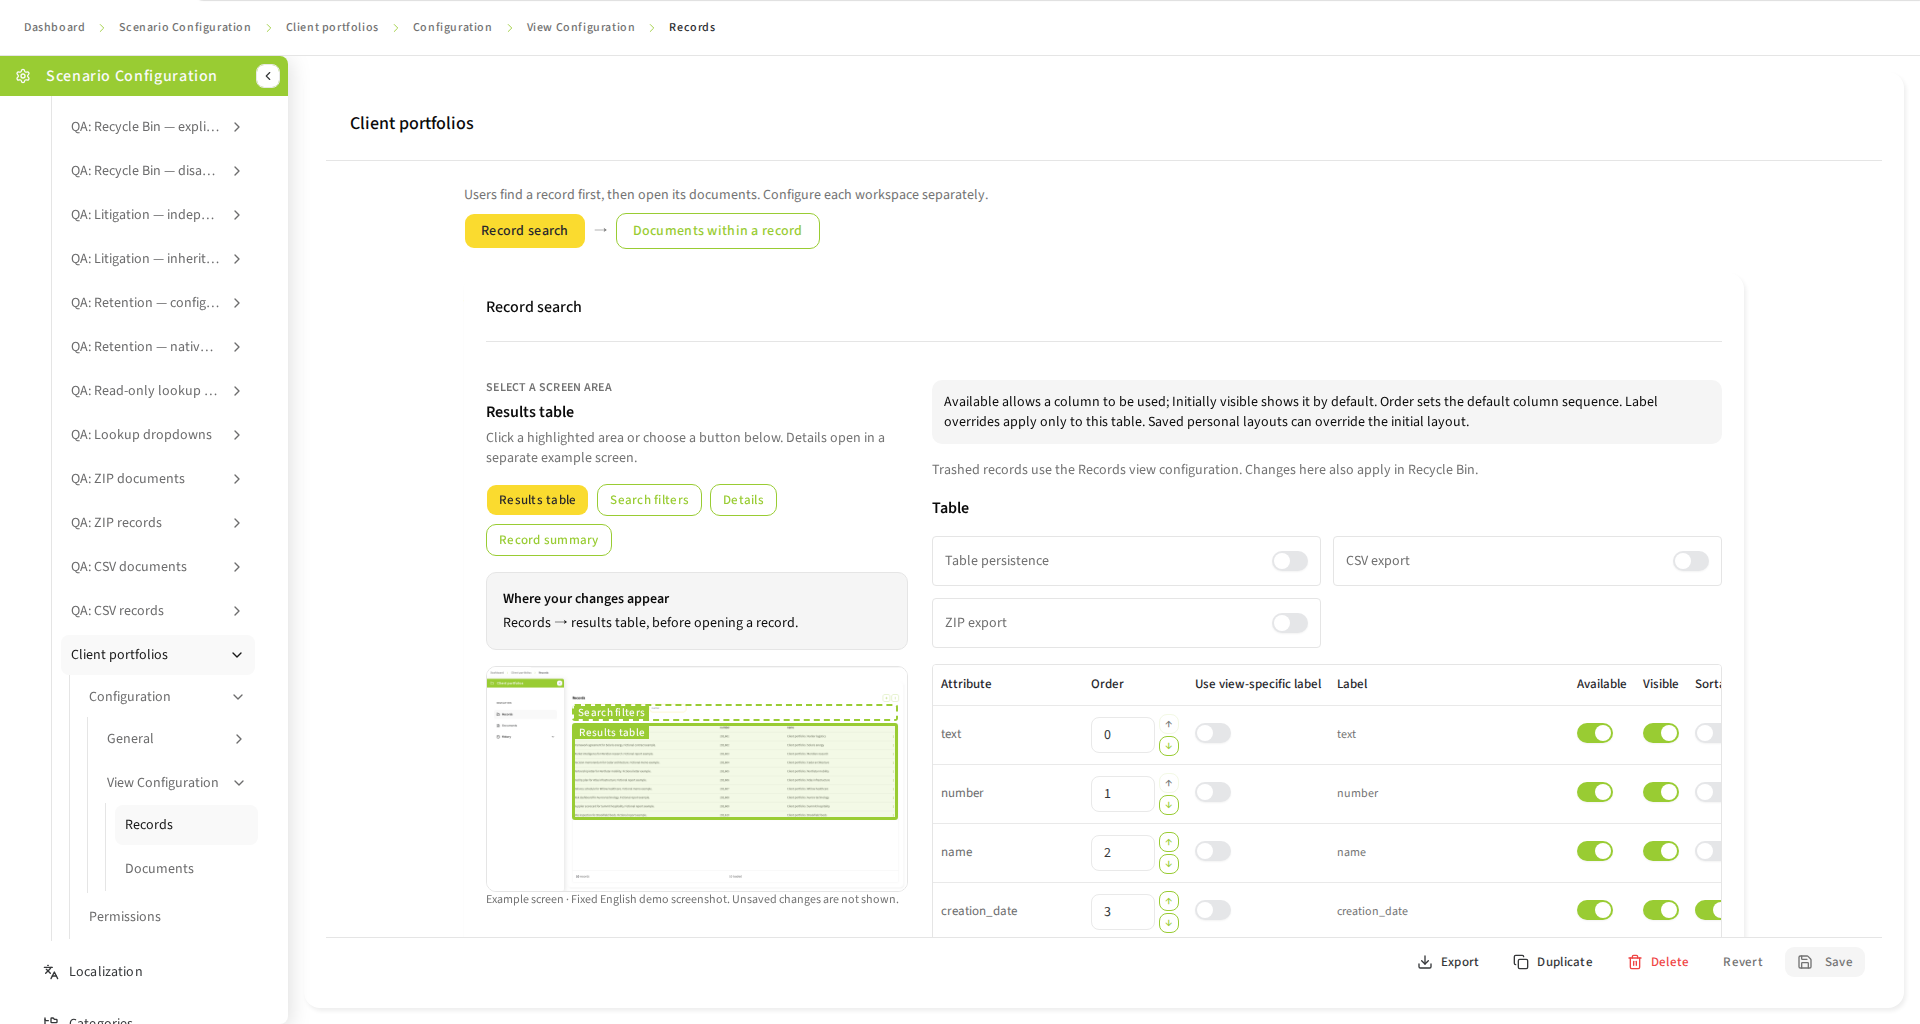 Dashboard
Scenario Configuration
Client portfolios
Configuration
View Configuration
Records
Scenario Configuration
QA: Recycle Bin — expli…
QA: Recycle Bin — disa…
QA: Litigation — indep…
QA: Litigation — inherit…
QA: Retention — config…
QA: Retention — nativ…
QA: Read-only lookup …
QA: Lookup dropdowns
QA: ZIP documents
QA: ZIP records
QA: CSV documents
QA: CSV records
Client portfolios
Configuration
General
View Configuration
Records
Documents
Permissions
Localization
Categories
Client portfolios
Users find a record first, then open its documents. Configure each workspace separately.
Record search → Documents within a record
Record search
SELECT A SCREEN AREA
Results table
Click a highlighted area or choose a button below. Details open in a
separate example screen.
Results table
Search filters
Details
Record summary
Where your changes appear
Records → results table, before opening a record.
Records
Search filters
Results table
Example screen · Fixed English demo screenshot. Unsaved changes are not shown.
Available allows a column to be used; Initially visible shows it by default. Order sets the default column sequence. Label
overrides apply only to this table. Saved personal layouts can override the initial layout.
Trashed records use the Records view configuration. Changes here also apply in Recycle Bin.
Table
Table persistence
CSV export
ZIP export
Attribute Order Use view-specific label Label Available Visible Sorta
text 0 text
number 1 number
name 2 name
creation_date 3 creation_date
Export
Duplicate
Delete
Revert
Save